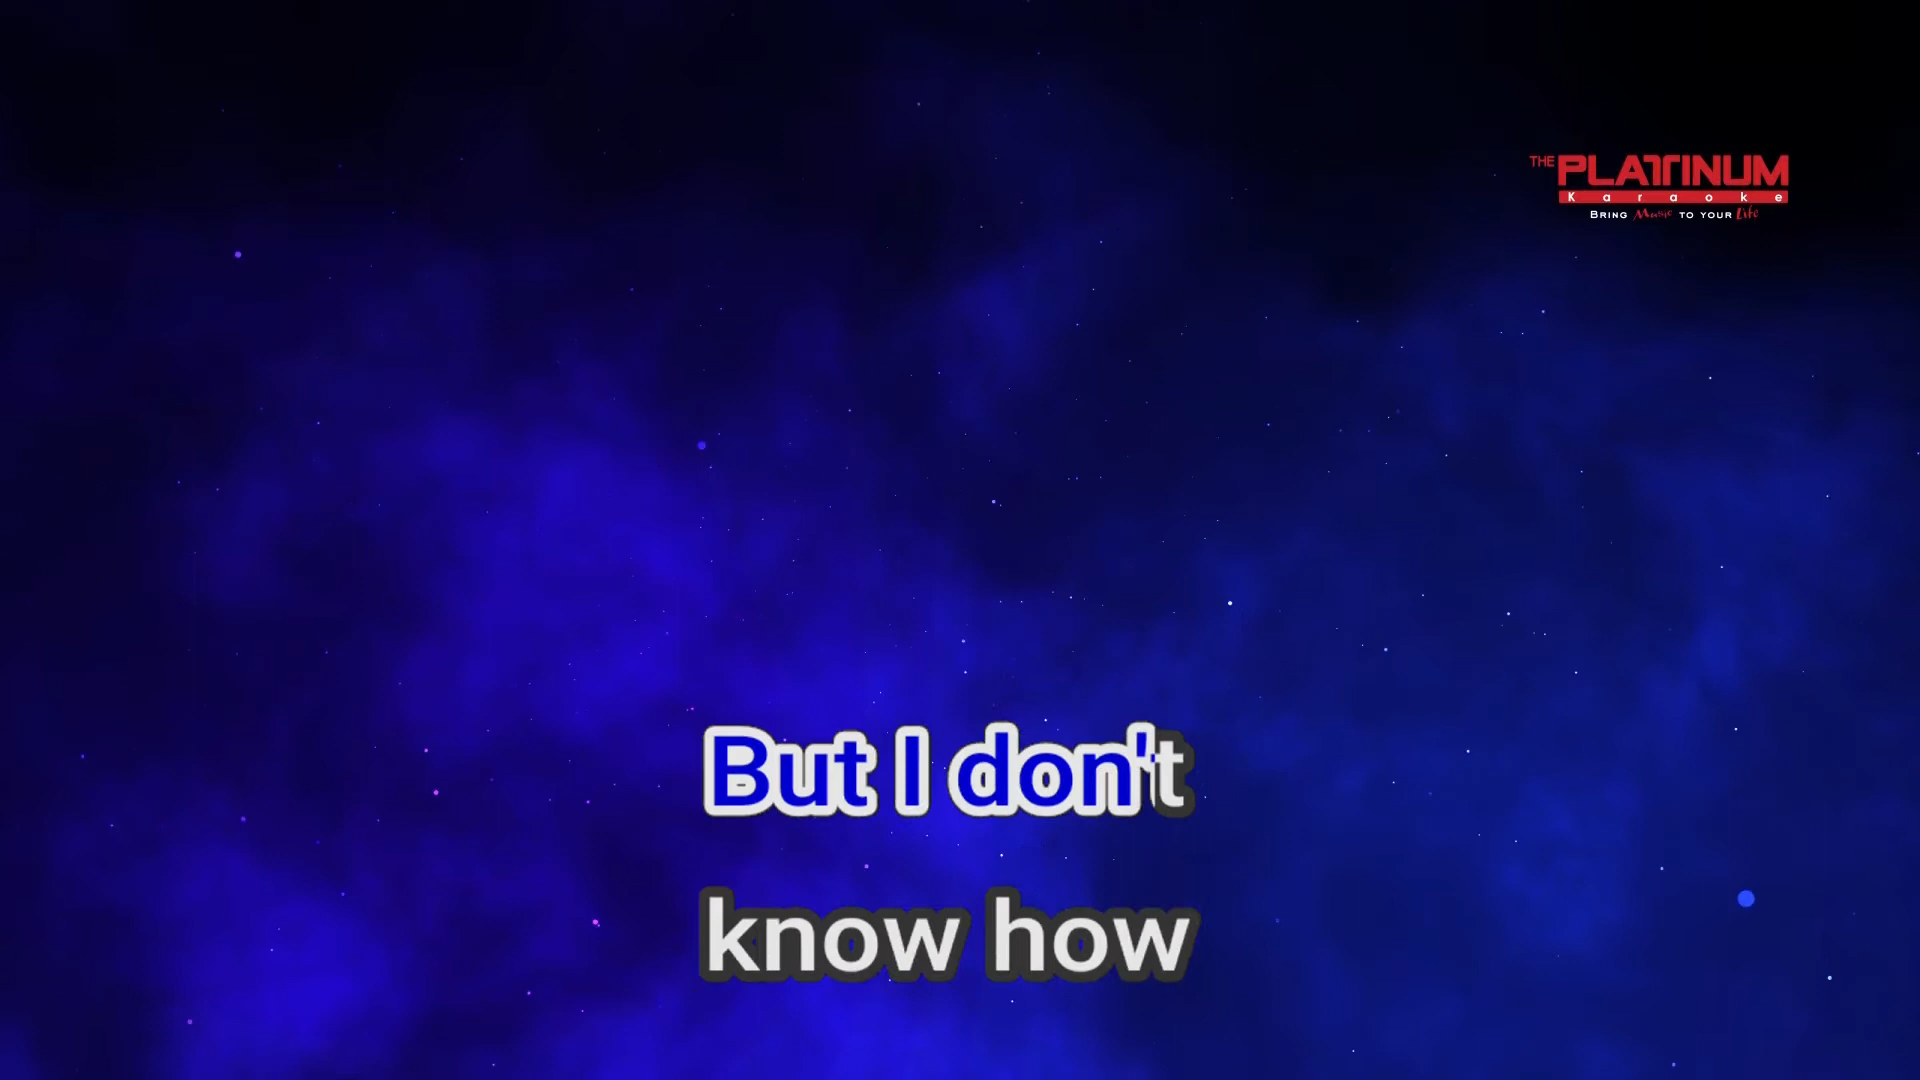 THE PLATINUM
Karaoke
BRING Music TO YOUR Life
But I don't
know how